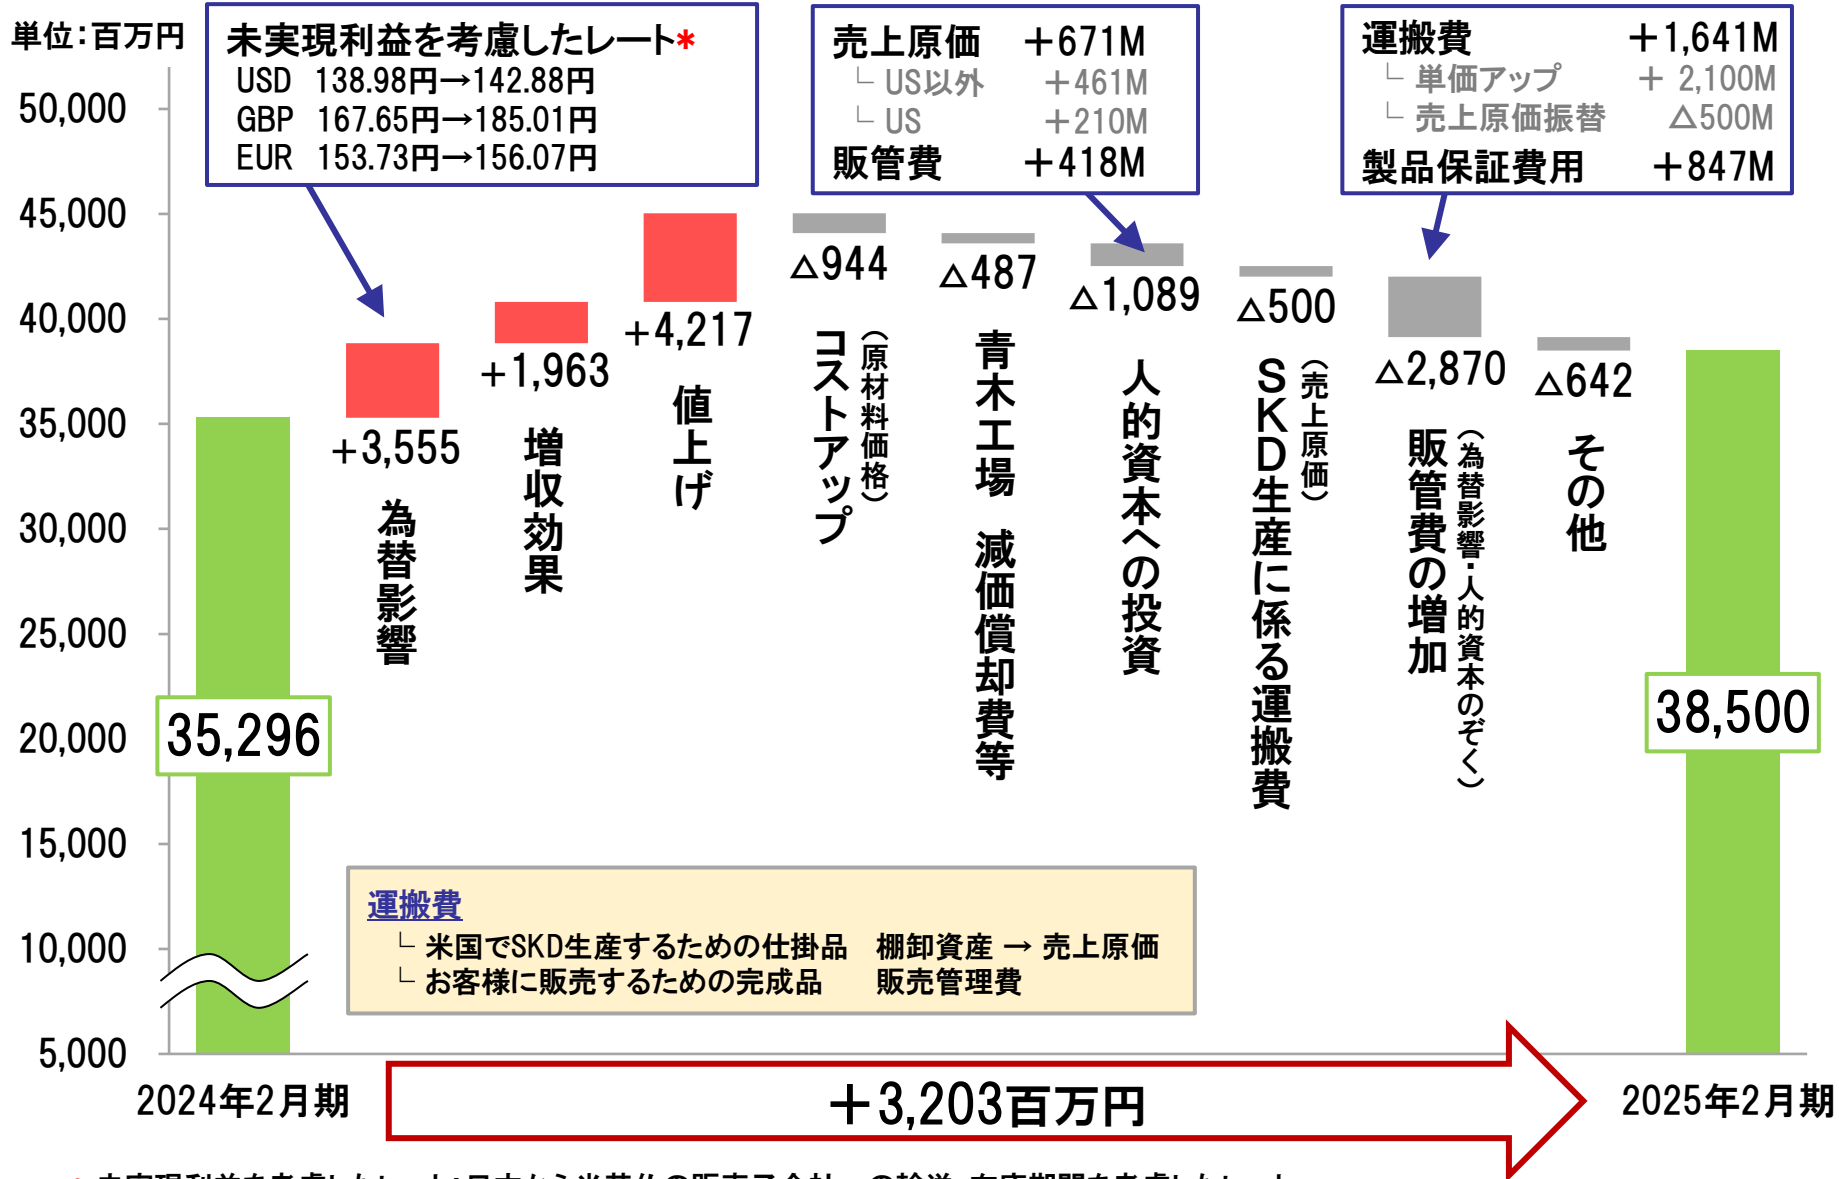 単位：百万円
未実現利益を考慮したレート*
USD 138.98円→142.88円
GBP 167.65円→185.01円
EUR 153.73円→156.07円
売上原価 ＋671M
└ US以外 ＋461M
└ US ＋210M
販管費 ＋418M
運搬費 ＋1,641M
└ 単価アップ ＋ 2,100M
└ 売上原価振替 △500M
製品保証費用 ＋847M
50,000
45,000
40,000
35,000
30,000
25,000
20,000
15,000
10,000
5,000
35,296
＋3,555
為替影響
＋1,963
増収効果
＋4,217
値上げ
△944
コストアップ
（原材料価格）
△487
青木工場 減価償却費等
△1,089
人的資本への投資
△500
ＳＫＤ生産に係る運搬費
（売上原価）
△2,870
販管費の増加
（為替影響・人的資本のぞく）
△642
その他
38,500
運搬費
└ 米国でSKD生産するための仕掛品 棚卸資産 → 売上原価
└ お客様に販売するための完成品 販売管理費
2024年2月期
＋3,203百万円
2025年2月期